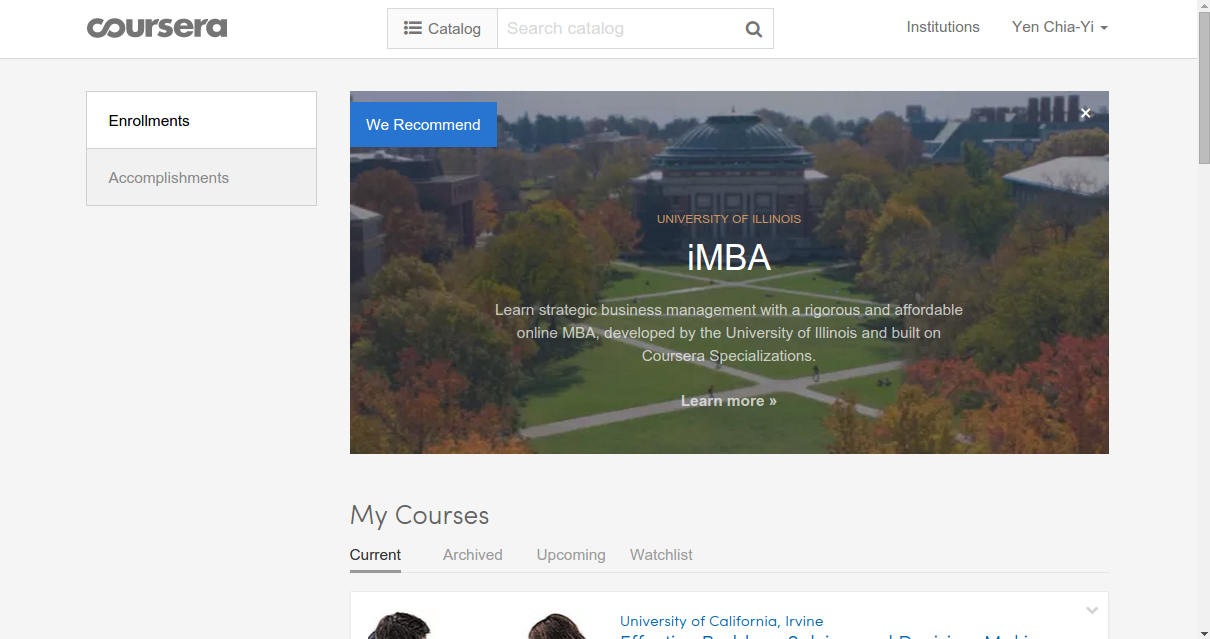 coursera
Catalog
Search catalog
Institutions
Yen Chia-Yi
Enrollments
Accomplishments
We Recommend
×
UNIVERSITY OF ILLINOIS
iMBA
Learn strategic business management with a rigorous and affordable
online MBA, developed by the University of Illinois and built on
Coursera Specializations.
Learn more »
My Courses
Current Archived Upcoming Watchlist
University of California, Irvine